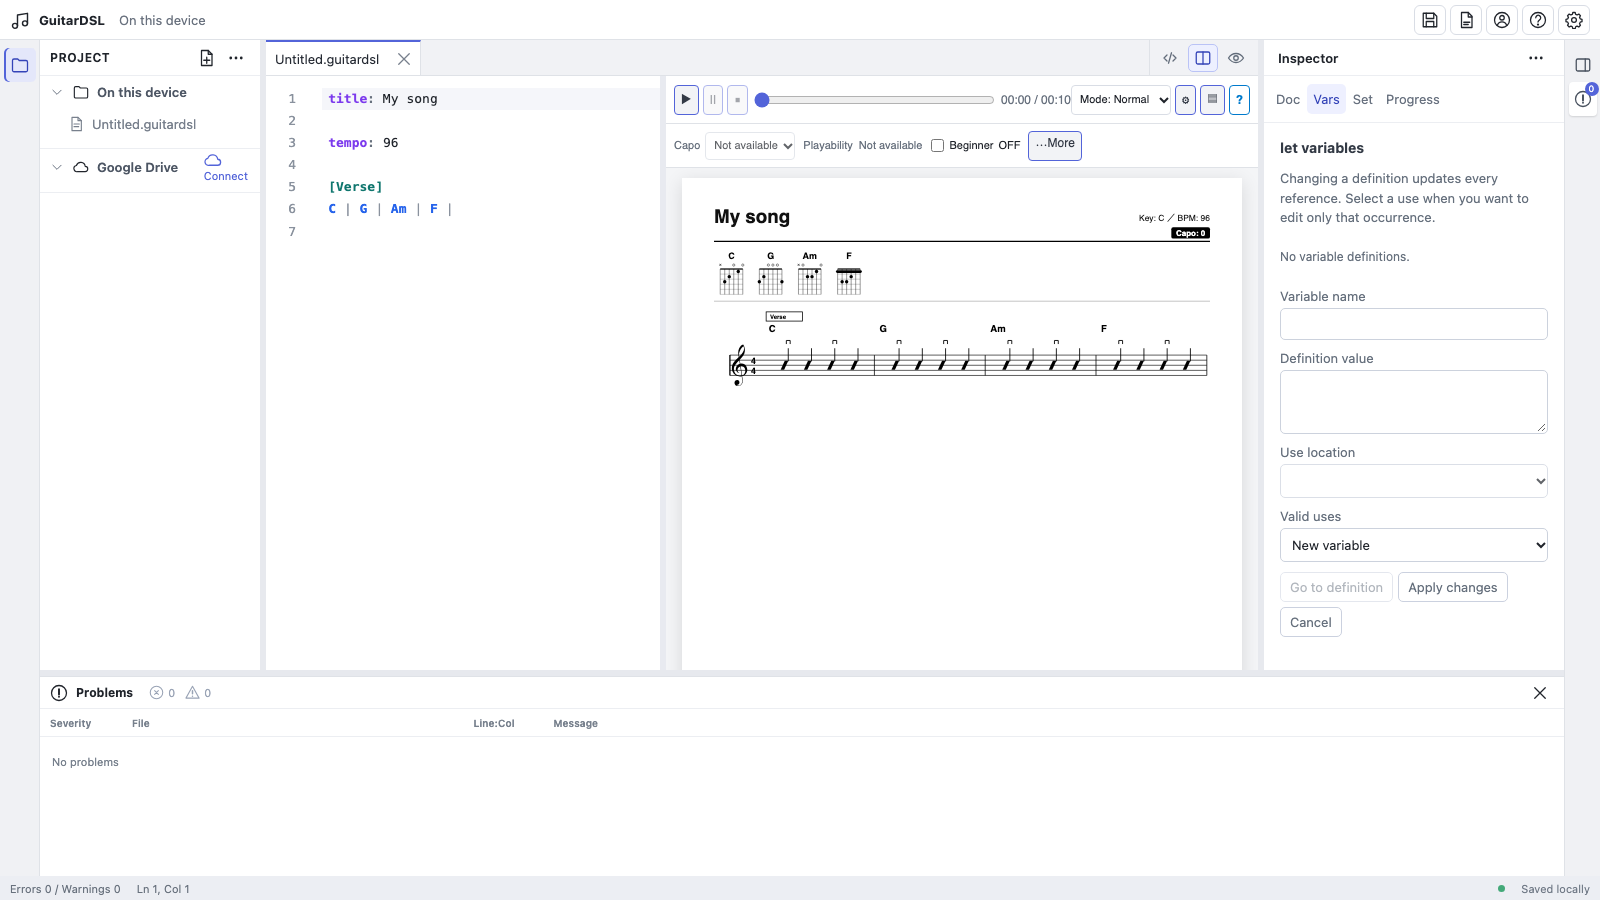 GuitarDSL On this device
PROJECT
On this device
Untitled.guitardsl
Google Drive
Connect
Untitled.guitardsl
1 title: My song
2
3 tempo: 96
4
5 [Verse]
6 C | G | Am | F |
7
00:00 / 00:10 Mode: Normal ?
Capo Not available Playability Not available Beginner OFF ···More
My song
Key: C / BPM: 96
Capo: 0
C G Am F
Verse
C G Am F
4
4
Inspector
Doc Vars Set Progress
let variables
Changing a definition updates every
reference. Select a use when you want to
edit only that occurrence.
No variable definitions.
Variable name
Definition value
Use location
Valid uses
New variable
Go to definition Apply changes
Cancel
0
Problems 0 0
Severity File Line:Col Message
No problems
Errors 0 / Warnings 0 Ln 1, Col 1 Saved locally